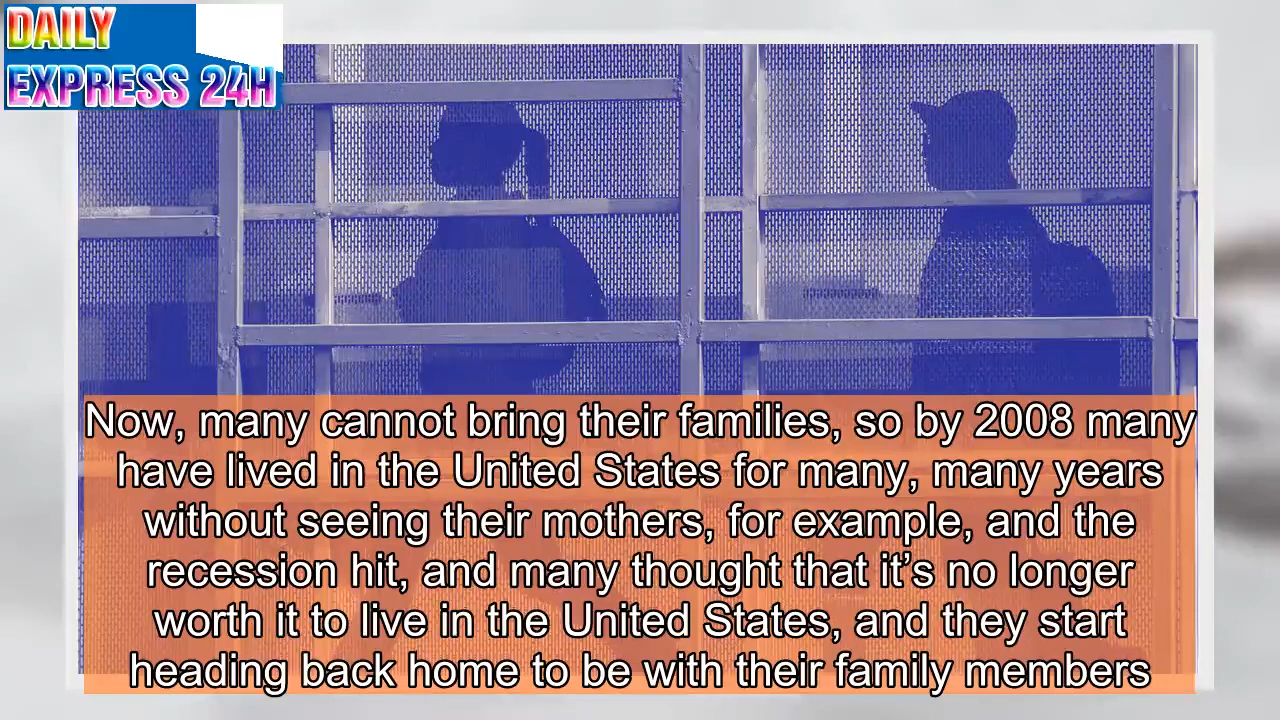 DAILY
EXPRESS 24H
Now, many cannot bring their families, so by 2008 many
have lived in the United States for many, many years
without seeing their mothers, for example, and the
recession hit, and many thought that it’s no longer
worth it to live in the United States, and they start
heading back home to be with their family members